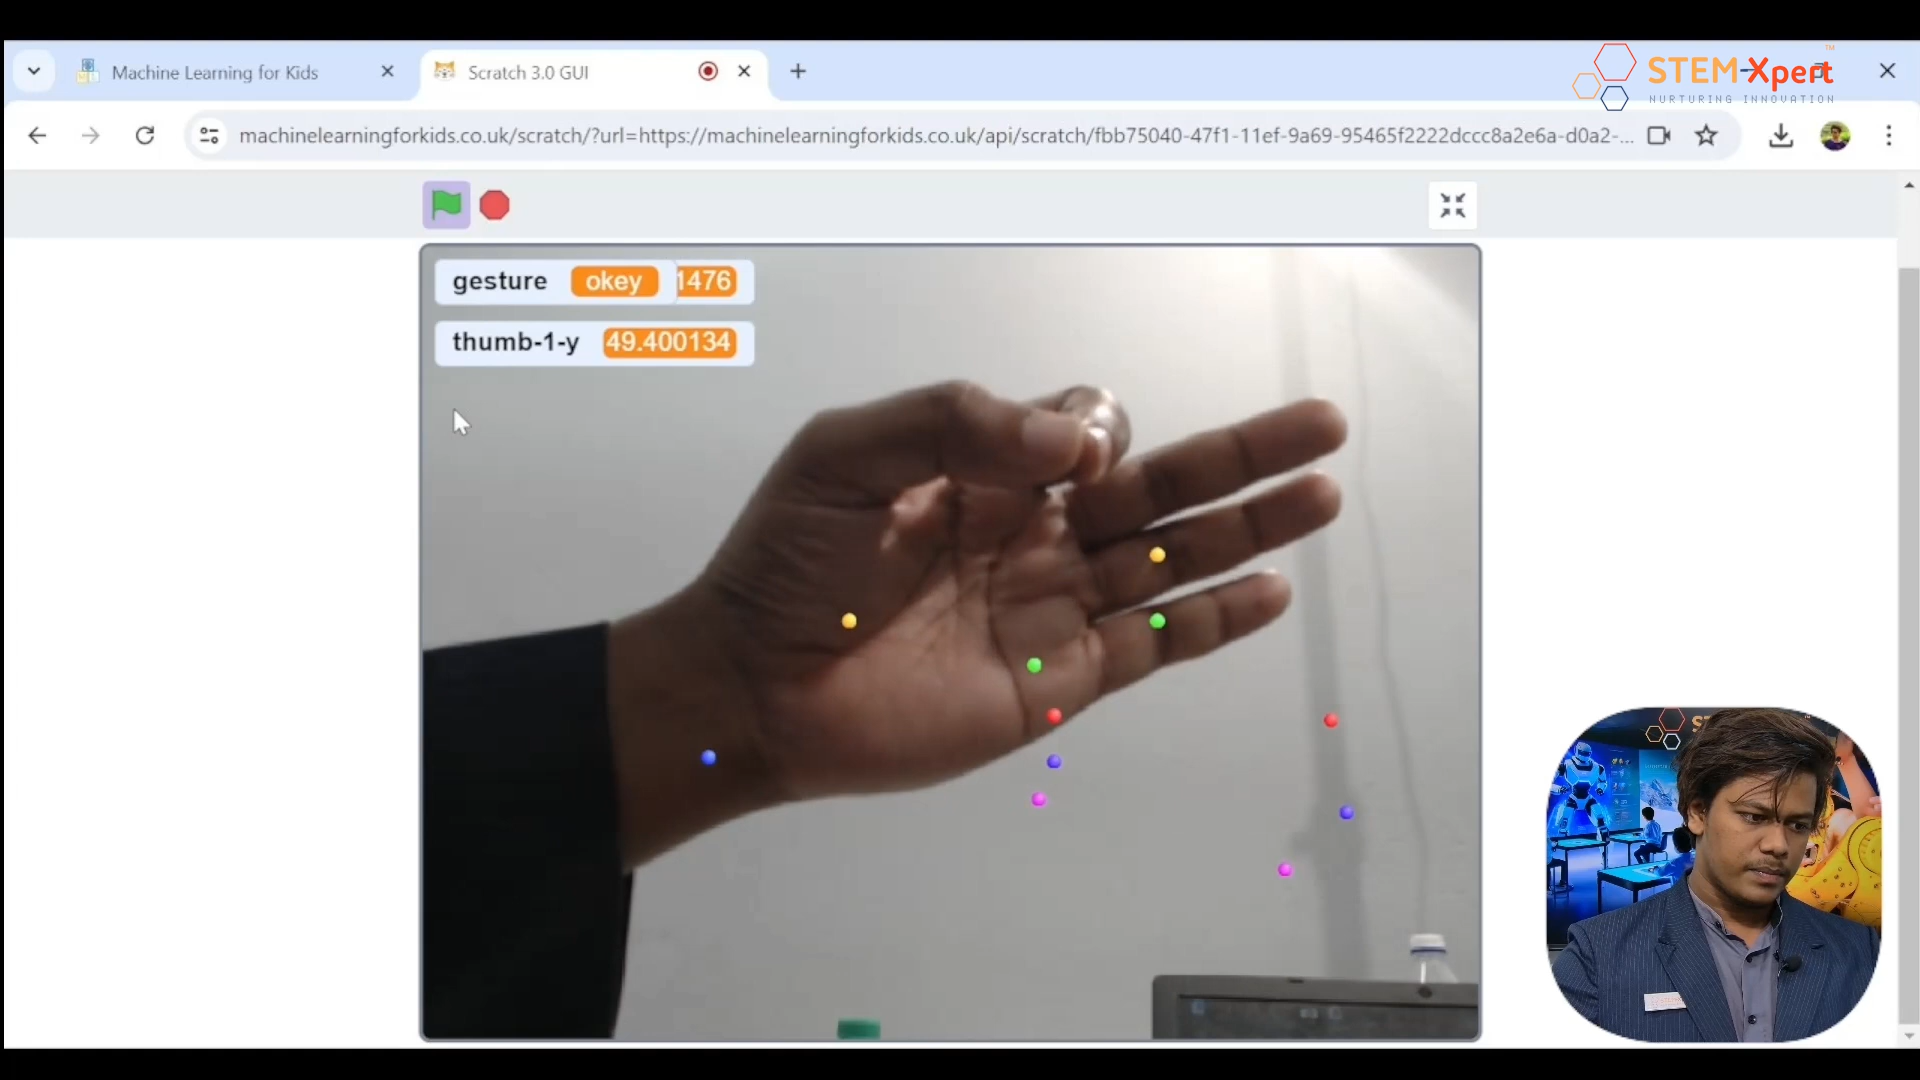 Machine Learning for Kids
Scratch 3.0 GUI
STEM-Xpert
TM
NURTURING INNOVATION
machinelearningforkids.co.uk/scratch/?url=https://machinelearningforkids.co.uk/api/scratch/fbb75040-47f1-11ef-9a69-95465f2222dccc8a2e6a-d0a2-...
gesture okey 1476
thumb-1-y 49.400134